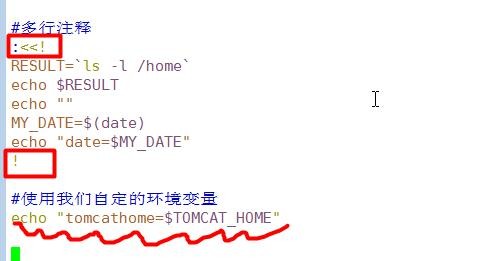 #多行注释
:<<!
RESULT=`ls -l /home`
echo $RESULT
echo ""
MY_DATE=$(date)
echo "date=$MY_DATE"
!
#使用我们自定的环境变量
echo "tomcathome=$TOMCAT_HOME"